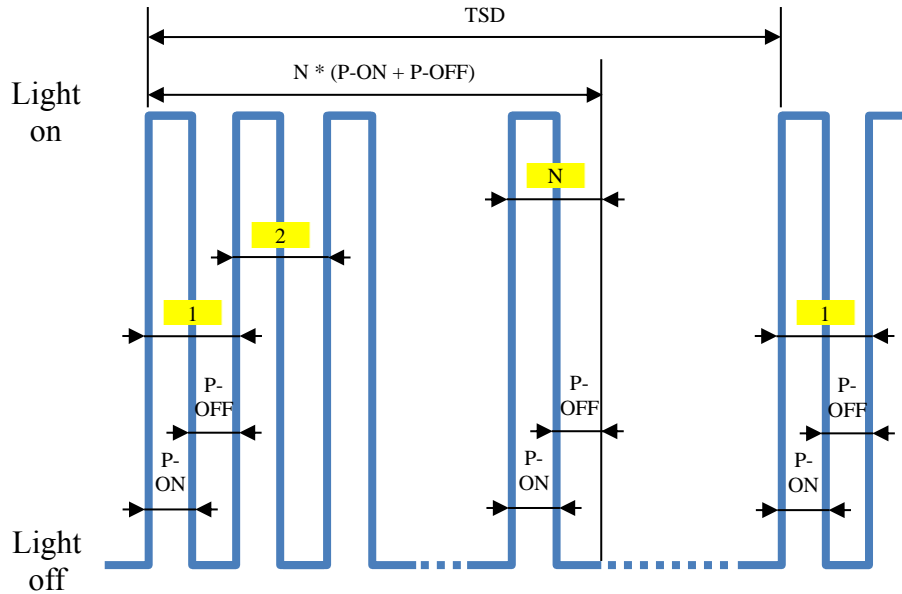 TSD
N * (P-ON + P-OFF)
Light
on
N
2
1
1
P-
OFF
P-
OFF
P-
OFF
P-
ON
P-
ON
P-
ON
Light
off